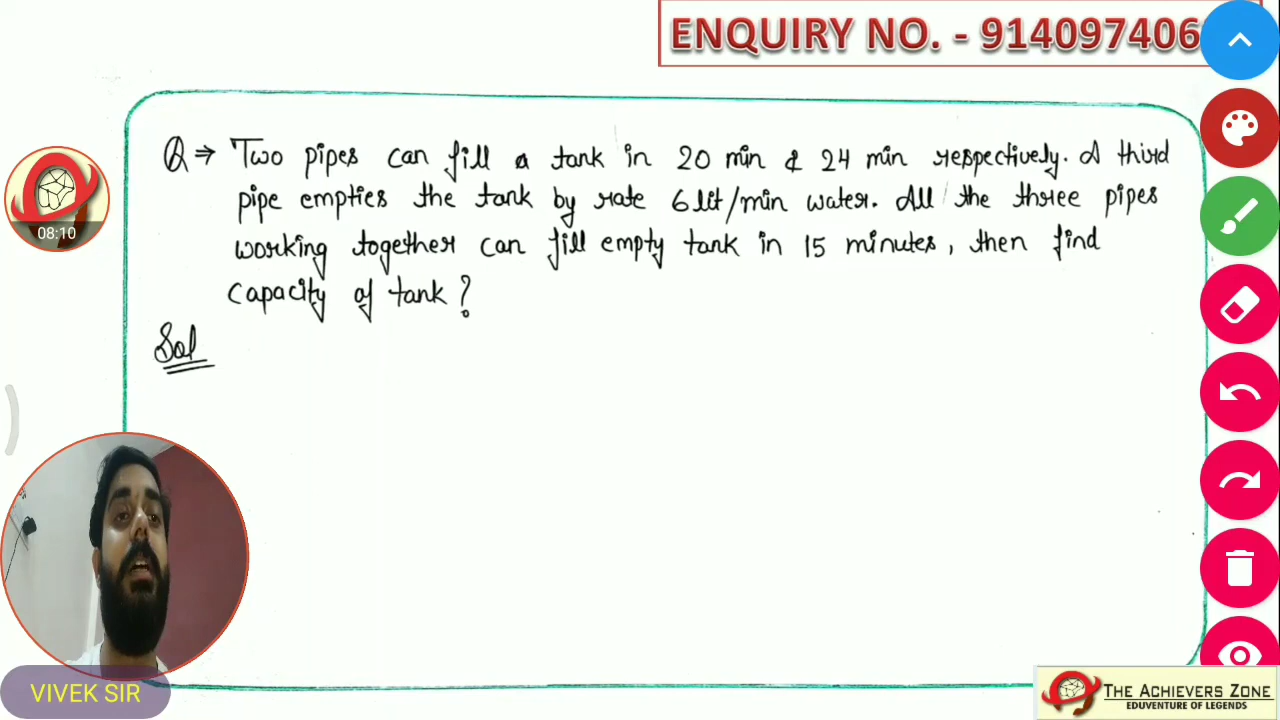 ENQUIRY NO. - 914097406
Q ⇒ Two pipes can fill a tank in 20 min & 24 min respectively. A third
pipe empties the tank by rate 6 lit/min water. All the three pipes
working together can fill empty tank in 15 minutes, then find
capacity of tank?
Sol
08:10
VIVEK SIR
THE ACHIEVERS ZONE
EDUVENTURE OF LEGENDS